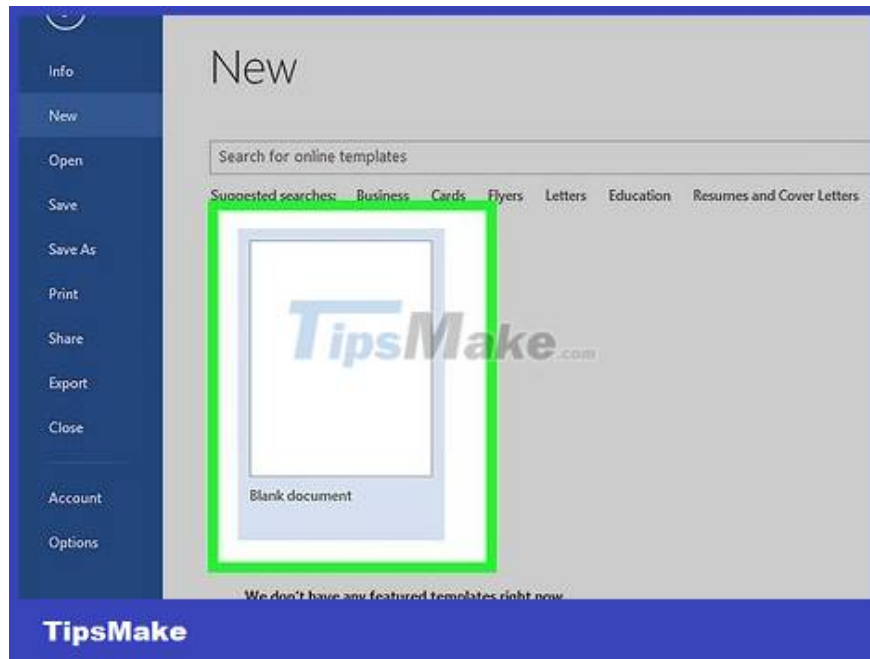 New
Info
New
Open
Save
Save As
Print
Share
Export
Close
Account
Options
Search for online templates
Suggested searches: Business Cards Flyers Letters Education Resumes and Cover Letters
TipsMake.com
Blank document
We don't have any featured templates right now
TipsMake